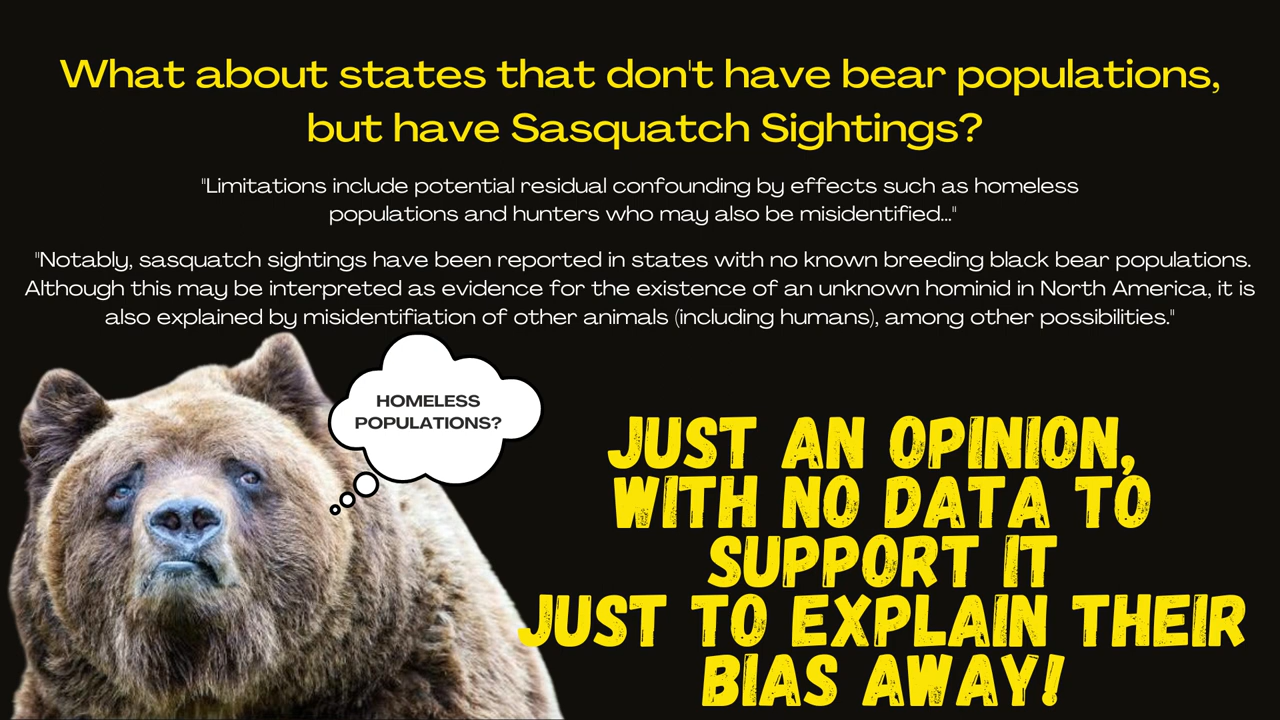 What about states that don't have bear populations,
but have Sasquatch Sightings?
"Limitations include potential residual confounding by effects such as homeless
populations and hunters who may also be misidentified..."
"Notably, sasquatch sightings have been reported in states with no known breeding black bear populations.
Although this may be interpreted as evidence for the existence of an unknown hominid in North America, it is
also explained by misidentifiation of other animals (including humans), among other possibilities."
HOMELESS
POPULATIONS?
JUST AN OPINION,
WITH NO DATA TO
SUPPORT IT
JUST TO EXPLAIN THEIR
BIAS AWAY!